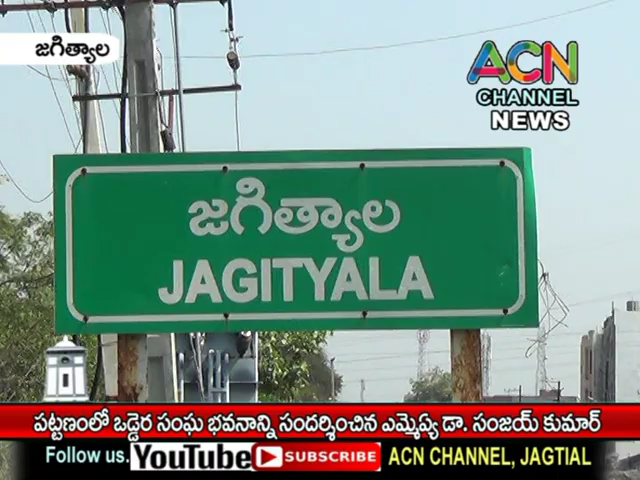 జగిత్యాల
ACN
CHANNEL
NEWS
జగిత్యాల
JAGITYALA
పట్టణంలో ఒడ్డెర సంఘ భవనాన్ని సందర్శించిన ఎమ్మెఏ్య డా. సంజయ్ కుమార్
Follow us. YouTube SUBSCRIBE ACN CHANNEL, JAGTIAL